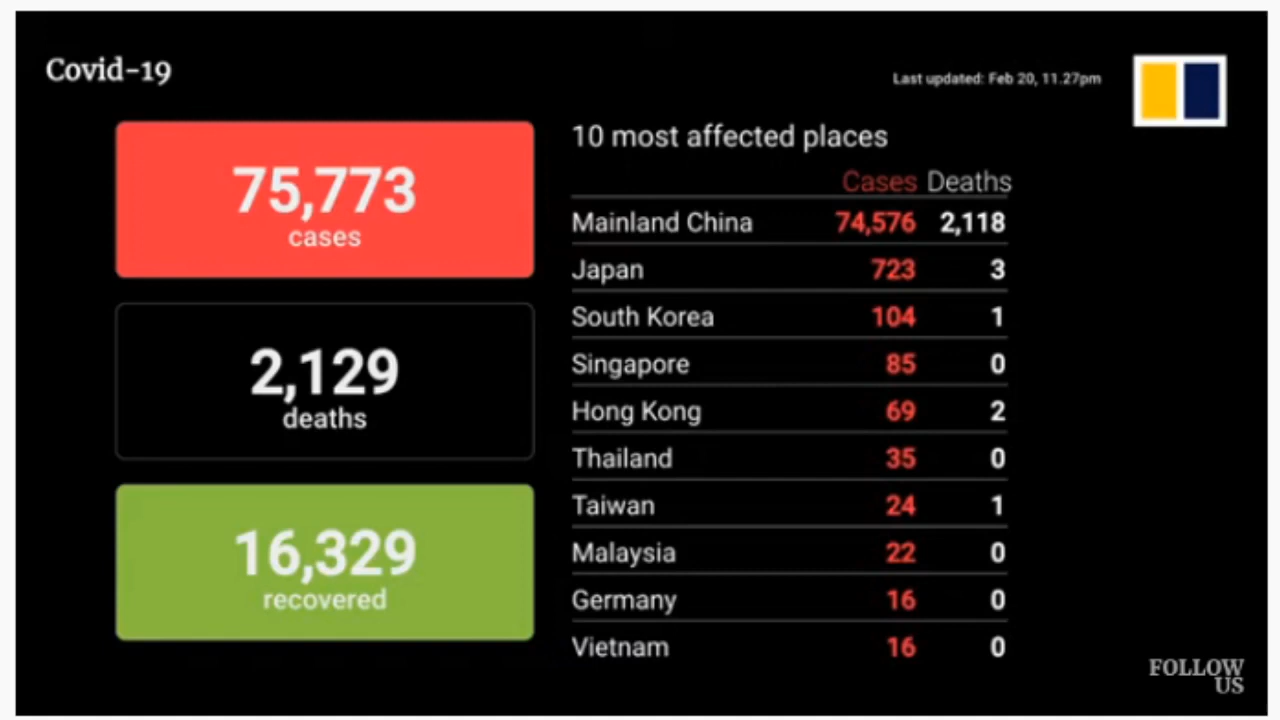 Covid-19
Last updated: Feb 20, 11.27pm
75,773
cases
2,129
deaths
16,329
recovered
10 most affected places
Cases Deaths
Mainland China 74,576 2,118
Japan 723 3
South Korea 104 1
Singapore 85 0
Hong Kong 69 2
Thailand 35 0
Taiwan 24 1
Malaysia 22 0
Germany 16 0
Vietnam 16 0
FOLLOW
US